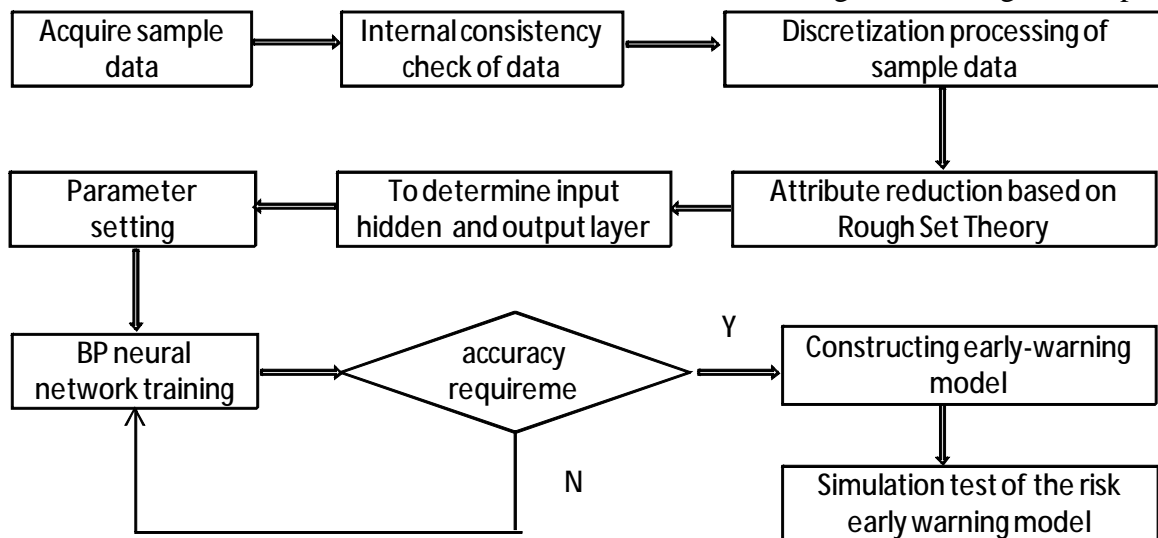 Acquire sample
data
Internal consistency
check of data
Discretization processing of
sample data
Parameter
setting
To determine input
hidden and output layer
Attribute reduction based on
Rough Set Theory
BP neural
network training
accuracy
requireme
Y
Constructing early-warning
model
N
Simulation test of the risk
early warning model